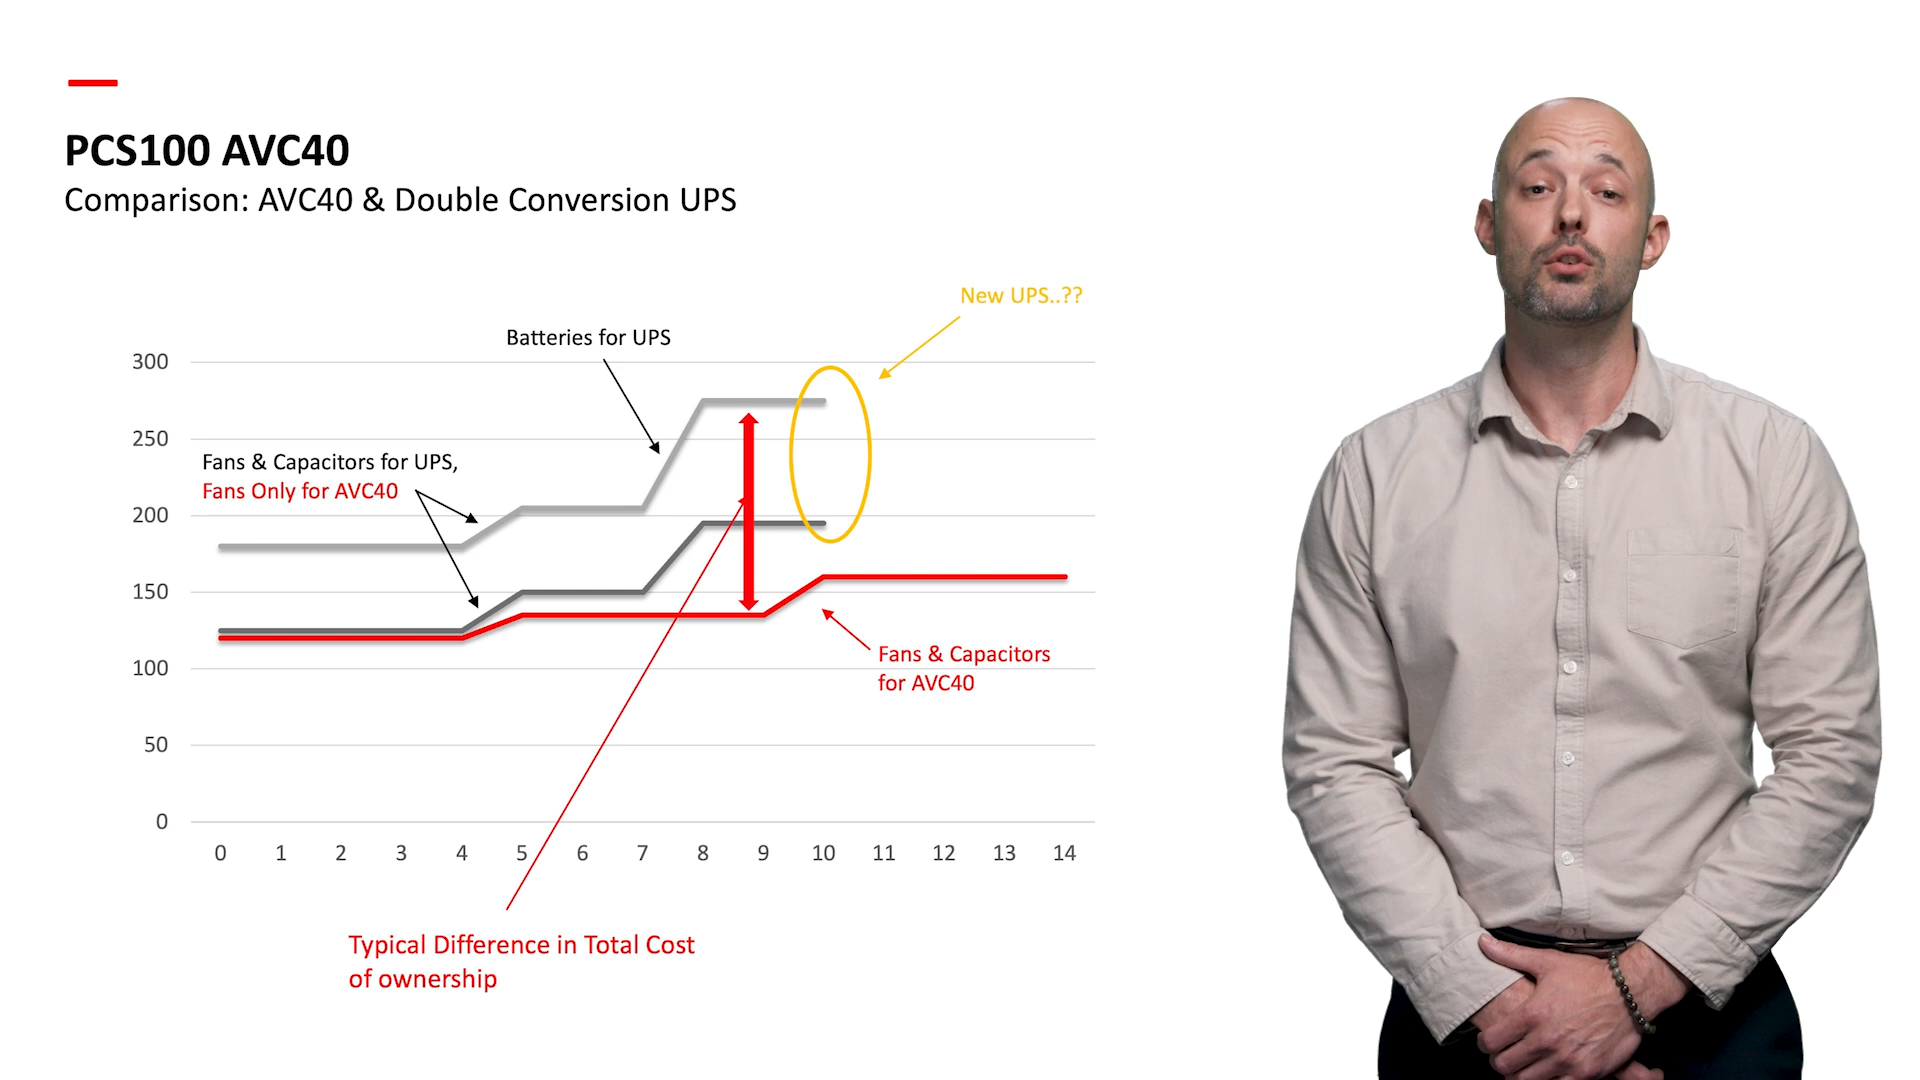 PCS100 AVC40
Comparison: AVC40 & Double Conversion UPS
New UPS..??
Batteries for UPS
Fans & Capacitors for UPS,
Fans Only for AVC40
300
250
200
150
100
50
0
Fans & Capacitors
for AVC40
0 1 2 3 4 5 6 7 8 9 10 11 12 13 14
Typical Difference in Total Cost
of ownership